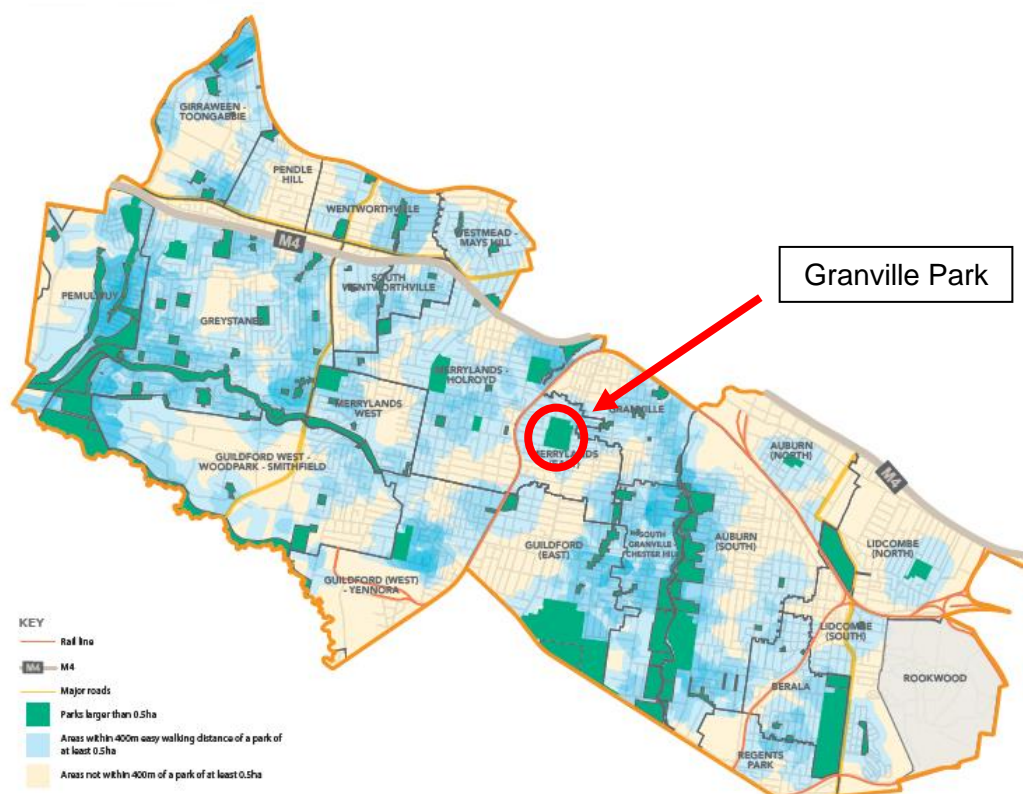 GIRRAWEEN -
TOONGABBIE
PENDLE
HILL
WENTWORTHVILLE
WESTMEAD -
MAYS HILL
M4
SOUTH
WENTWORTHVILLE
PEMULWUY
GREYSTANES
Granville Park
MERRYLANDS -
HOLROYD
MERRYLANDS
WEST
GRANVILLE
MERRYLANDS
(EAST)
GUILDFORD WEST -
WOODPARK - SMITHFIELD
AUBURN
(NORTH)
M4
GUILDFORD
(EAST)
SOUTH
GRANVILLE -
CHESTER HILL
AUBURN
(SOUTH)
LIDCOMBE
(NORTH)
GUILDFORD (WEST)
- YENNORA
LIDCOMBE
(SOUTH)
ROOKWOOD
BERALA
REGENTS
PARK
KEY
Rail line
M4 M4
Major roads
Parks larger than 0.5ha
Areas within 400m easy walking distance of a park of
at least 0.5ha
Areas not within 400m of a park of at least 0.5ha